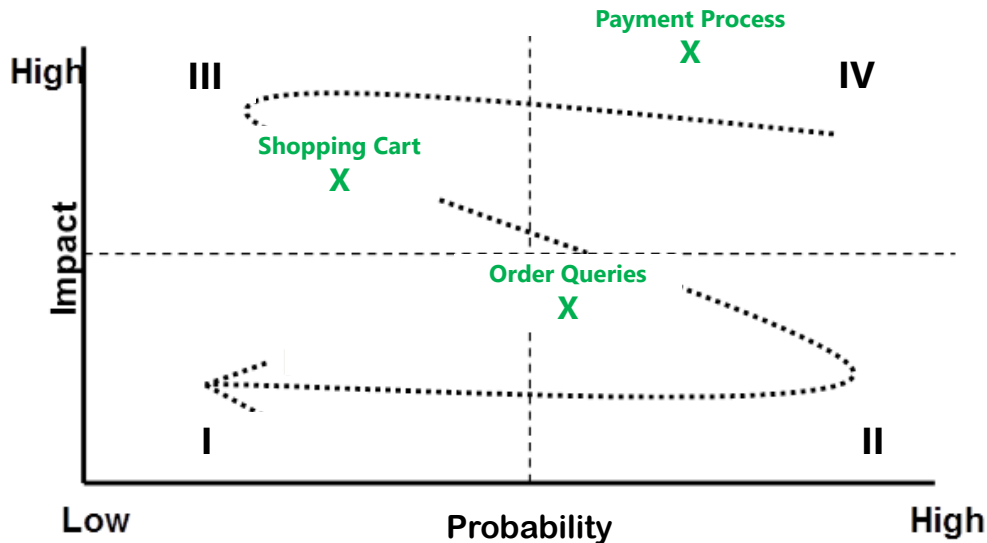 Payment Process
X
High
III
IV
Shopping Cart
X
Impact
Order Queries
X
I
II
Low
Probability
High